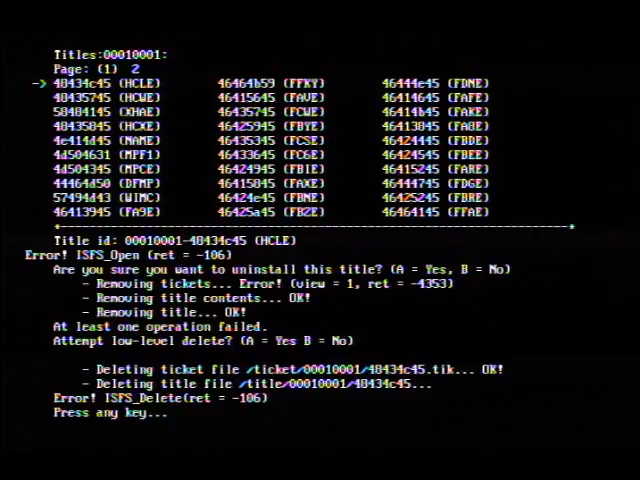 Titles:00010001:
Page: (1) 2
-> 48434c45 (HCLE) 46464b59 (FFKY) 46444e45 (FDNE)
48435745 (HCWE) 46415645 (FAVE) 46414645 (FAFE)
58484145 (XHAE) 46435745 (FCWE) 46414b45 (FAKE)
48435845 (HCXE) 46425945 (FBYE) 46413845 (FA8E)
4e414d45 (NAME) 46435345 (FCSE) 46424445 (FBDE)
4d504631 (MPF1) 46433645 (FC6E) 46424545 (FBEE)
4d504345 (MPCE) 46424945 (FBIE) 46415245 (FARE)
44464d50 (DFMP) 46415845 (FAXE) 46444745 (FDGE)
57494d43 (WIMC) 46424e45 (FBNE) 46425245 (FBRE)
46413945 (FA9E) 46425a45 (FBZE) 46464145 (FFAE)
Title id: 00010001-48434c45 (HCLE)
Error! ISFS_Open (ret = -106)
Are you sure you want to uninstall this title? (A = Yes, B = No)
- Removing tickets... Error! (view = 1, ret = -4353)
- Removing title contents... OK!
- Removing title... OK!
At least one operation failed.
Attempt low-level delete? (A = Yes B = No)
- Deleting ticket file /ticket/00010001/48434c45.tik... OK!
- Deleting title file /title/00010001/48434c45...
Error! ISFS_Delete(ret = -106)
Press any key...